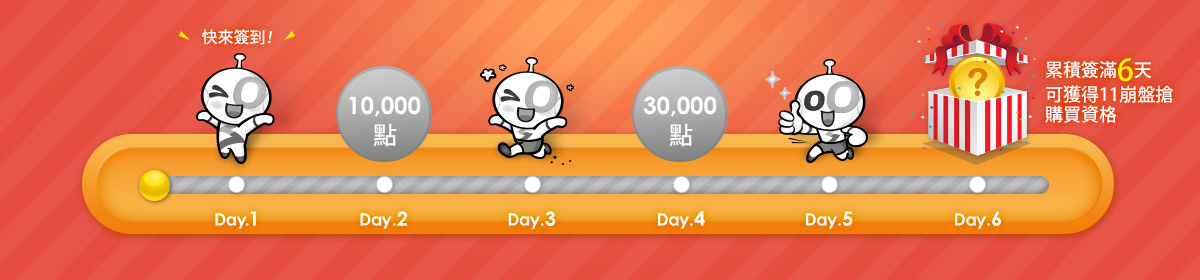 快來簽到!
10,000
點
30,000
點
?
累積簽滿6天
可獲得11崩盤搶
購買資格
Day.1
Day.2
Day.3
Day.4
Day.5
Day.6